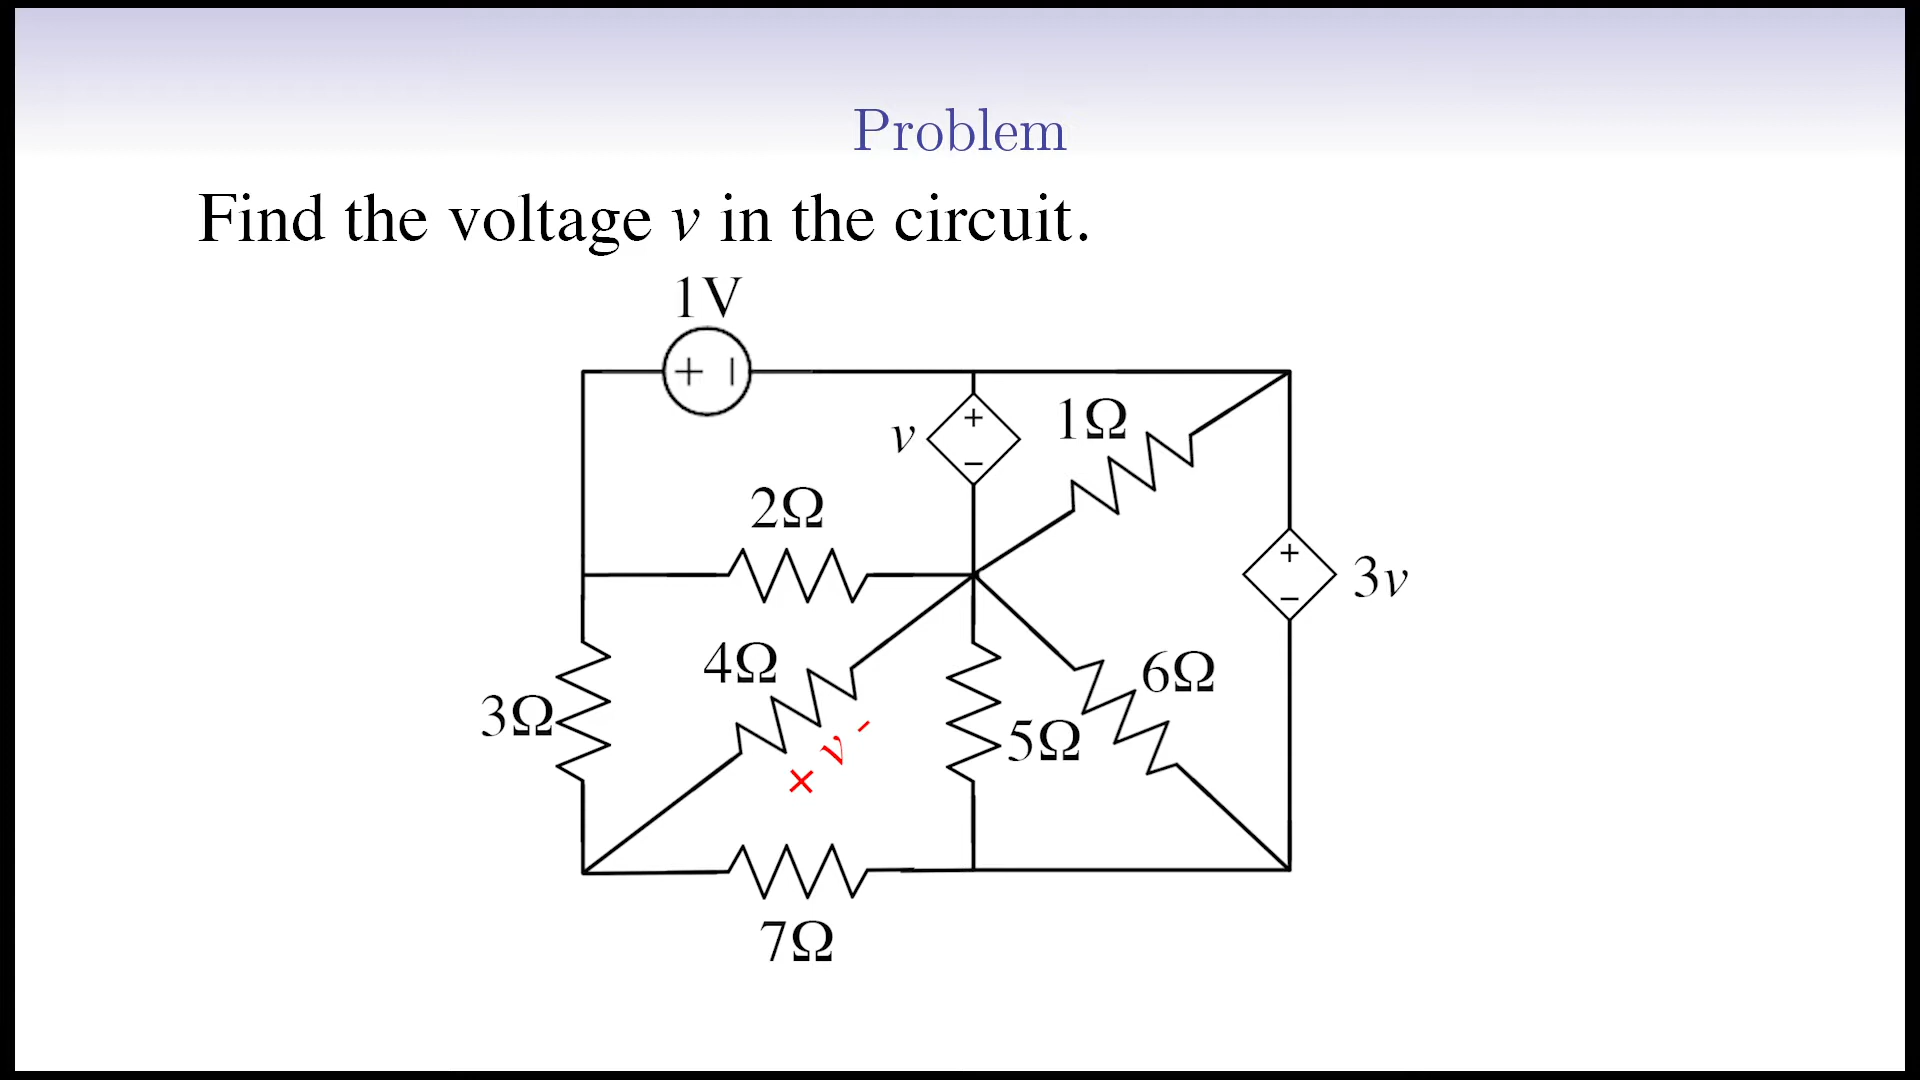 Problem
Find the voltage v in the circuit.
1V
+ −
v
+
−
1Ω
2Ω
+
−
3v
4Ω
6Ω
3Ω
5Ω
+ v -
7Ω